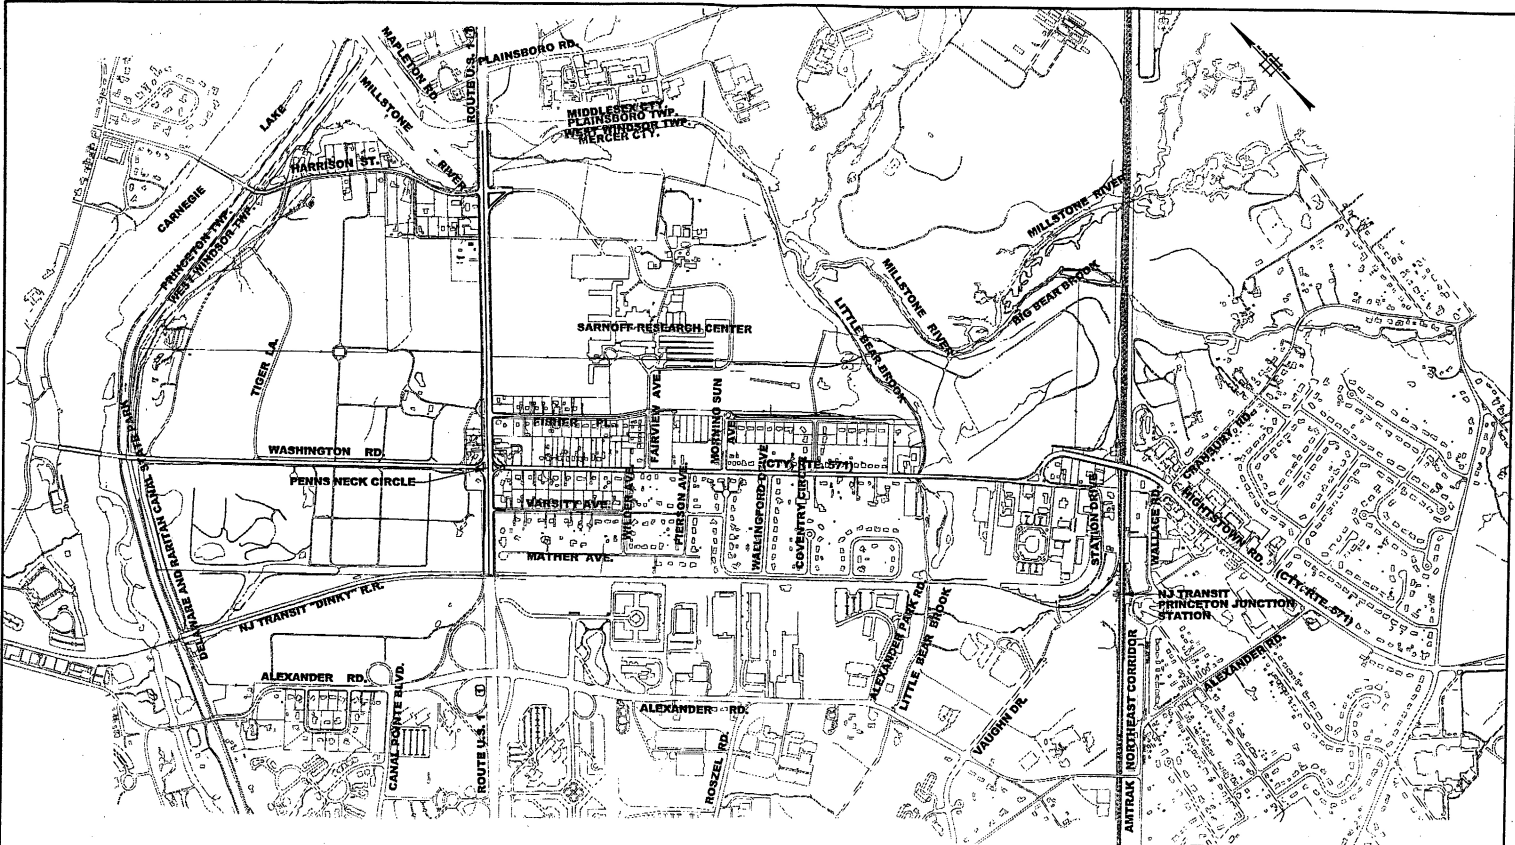 MAPLETON RD.
ROUTE U.S. 1
PLAINSBORO RD.
MILLSTONE
RIVER
MIDDLESEX CTY.
PLAINSBORO TWP.
WEST WINDSOR TWP.
MERCER CTY.
LAKE
CARNEGIE
HARRISON ST.
PRINCETON TWP.
WEST WINDSOR TWP.
MILLSTONE RIVER
MILLSTONE RIVER
BIG BEAR BROOK
LITTLE BEAR BROOK
SARNOFF RESEARCH CENTER
TIGER LA.
FISHER PL.
FAIRVIEW AVE.
MORNING SUN
AVE.
WASHINGTON RD.
PENNS NECK CIRCLE
(CTY. RTE. 571)
VARSITY AVE.
WILDER AVE.
PIERSON AVE.
WALLINGFORD DRIVE
COVENTRY CIRCLE
MATHER AVE.
STATION DRIVE
WALLACE RD.
CRANBURY RD.
HIGHTSTOWN RD.
(CTY. RTE. 571)
DELAWARE AND RARITAN CANAL STATE PARK
NJ TRANSIT "DINKY" R.R.
NJ TRANSIT
PRINCETON JUNCTION
STATION
ALEXANDER PARK RD.
LITTLE BEAR BROOK
ALEXANDER RD.
ALEXANDER RD.
ALEXANDER RD.
CANAL POINTE BLVD.
ROUTE U.S. 1
1
ROSZEL RD.
VAUGHN DR.
AMTRAK NORTHEAST CORRIDOR